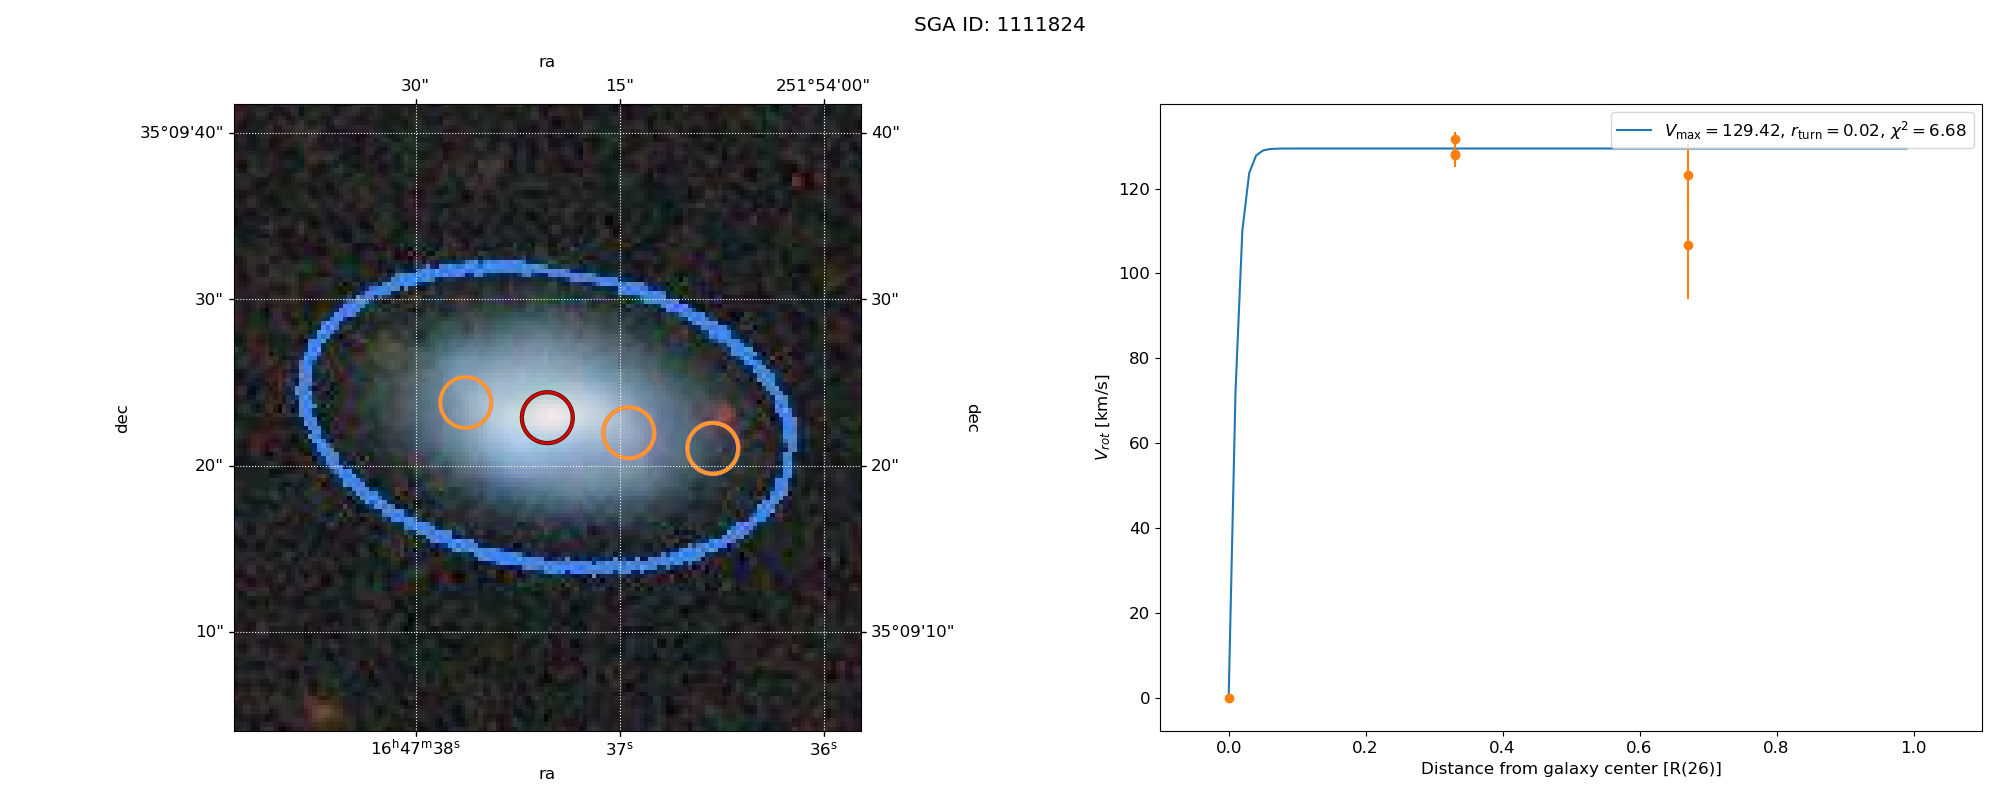 SGA ID: 1111824
ra
30" 15" 251°54'00"
35°09'40" 40"
30" 30"
20" 20"
10" 35°09'10"
dec
dec
16ʰ47ᵐ38ˢ 37ˢ 36ˢ
ra
V_max = 129.42, r_turn = 0.02, χ² = 6.68
120
100
80
60
40
20
0
V_rot [km/s]
0.0 0.2 0.4 0.6 0.8 1.0
Distance from galaxy center [R(26)]